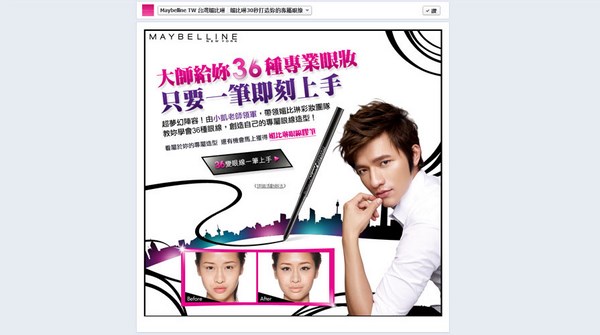 Maybelline TW 台灣媚比琳 媚比琳30秒打造妳的專屬眼線
讚
MAYBELLINE
NEW YORK
大師給妳36種專業眼妝
只要一筆即刻上手
超夢幻陣容！由小凱老師領軍，帶領媚比琳彩妝團隊
教妳學會36種眼線，創造自己的專屬眼線造型！
看屬於妳的專屬造型 還有機會馬上獲得 媚比琳眼線膠筆
36變眼線一筆上手
Before
After